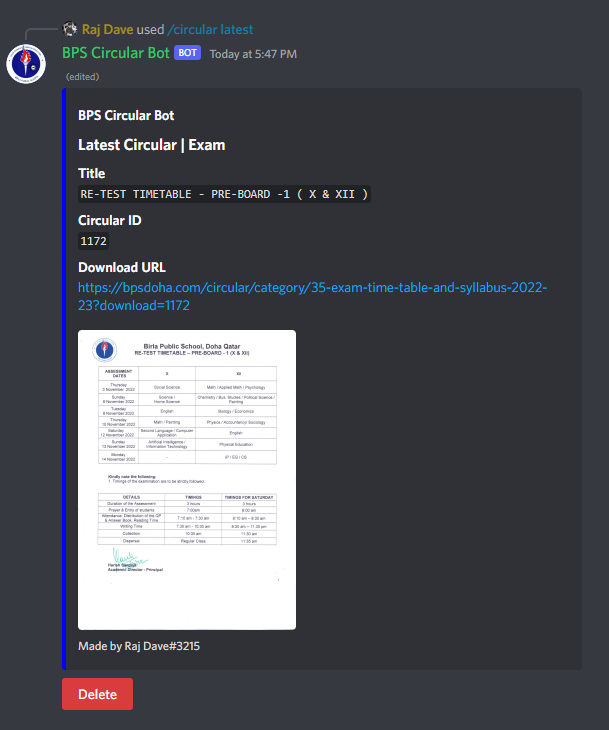 Raj Dave used /circular latest
BPS Circular Bot BOT Today at 5:47 PM
(edited)
BPS Circular Bot
Latest Circular | Exam
Title
RE-TEST TIMETABLE - PRE-BOARD -1 ( X & XII )
Circular ID
1172
Download URL
https://bpsdoha.com/circular/category/35-exam-time-table-and-syllabus-2022-
23?download=1172
Birla Public School, Doha Qatar
RE-TEST TIMETABLE – PRE-BOARD - 1 (X & XII)
ASSESSMENT DATES X XII
Thursday
3 November 2022 Social Science Math / Applied Math / Psychology
Sunday
6 November 2022 Science / Home Science Chemistry / Bus. Studies / Political Science / Painting
Tuesday
8 November 2022 English Biology / Economics
Thursday
10 November 2022 Math / Painting Physics / Accountancy/ Sociology
Saturday
12 November 2022 Second Language / Computer Application English
Sunday
13 November 2022 Artificial Intelligence / Information Technology Physical Education
Monday
14 November 2022 - IP / EG / CS
Kindly note the following:
1. Timings of the examination are to be strictly followed.
DETAILS TIMINGS TIMINGS FOR SATURDAY
Duration of the Assessment 3 hours 3 hours
Prayer & Entry of students 7:00am 8:00 am
Attendance, Distribution of the QP & Answer Book, Reading Time 7:10 am - 7:30 am 8:10 am – 8:30 am
Writing Time 7:30 am - 10:30 am 8:30 am – 11:30 am
Collection 10:30 am 11:30 am
Dispersal Regular Class 11:35 am
Harish Sanduja
Academic Director - Principal
Made by Raj Dave#3215
Delete